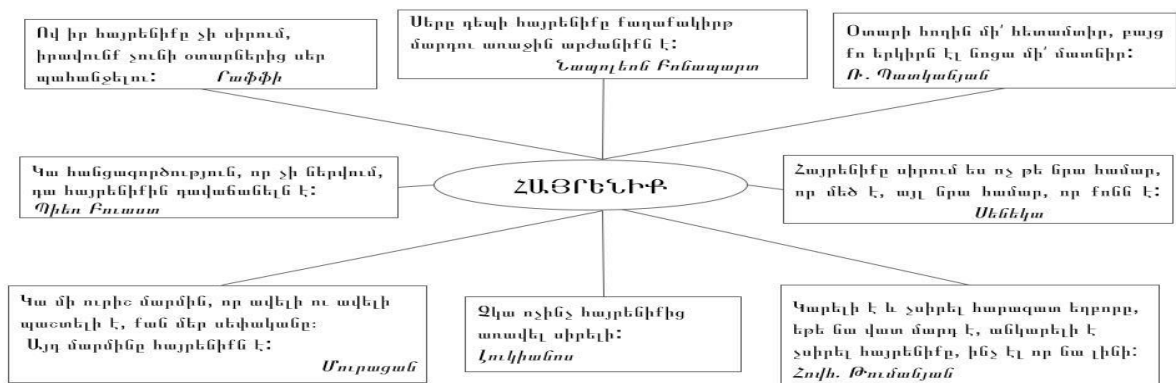 Ով իր հայրենիքը չի սիրում,
իրավունք չունի օտարներից սեր
պահանջելու: Րաֆֆի
Սերը դեպի հայրենիքը քաղաքակիրթ
մարդու առաջին արժանիքն է:
Նապոլեոն Բոնապարտ
Օտարի հողին մի՛ հետամտիր, բայց
քո երկիրն էլ նոցա մի՛ մատնիր:
Ռ. Պատկանյան
Կա հանցագործություն, որ չի ներվում,
դա հայրենիքին դավաճանելն է:
Պիեռ Բուաստ
ՀԱՅՐԵՆԻՔ
Հայրենիքը սիրում ես ոչ թե նրա համար,
որ մեծ է, այլ նրա համար, որ քոնն է:
Սենեկա
Կա մի ուրիշ մարմին, որ ավելի ու ավելի
պաշտելի է, քան մեր սեփականը:
Այդ մարմինը հայրենիքն է:
Մուրացան
Չկա ոչինչ հայրենիքից
առավել սիրելի:
Լուկիանոս
Կարելի է և չսիրել հարազատ եղբորը,
եթե նա վատ մարդ է, անկարելի է
չսիրել հայրենիքը, ինչ էլ որ նա լինի:
Հովհ. Թումանյան